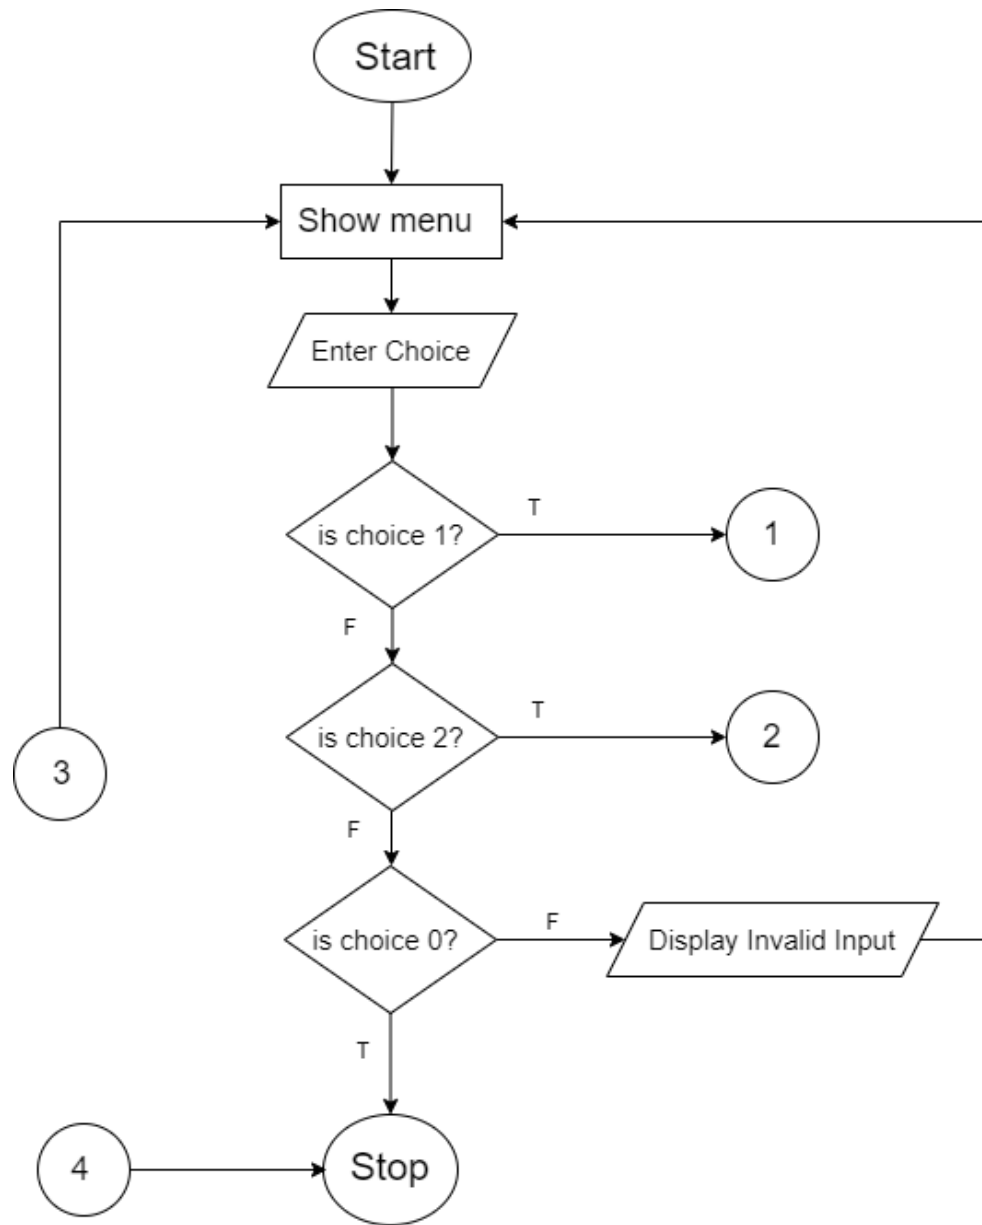 Start
Show menu
Enter Choice
is choice 1?
T
1
F
is choice 2?
T
2
3
F
is choice 0?
F
Display Invalid Input
T
4
Stop